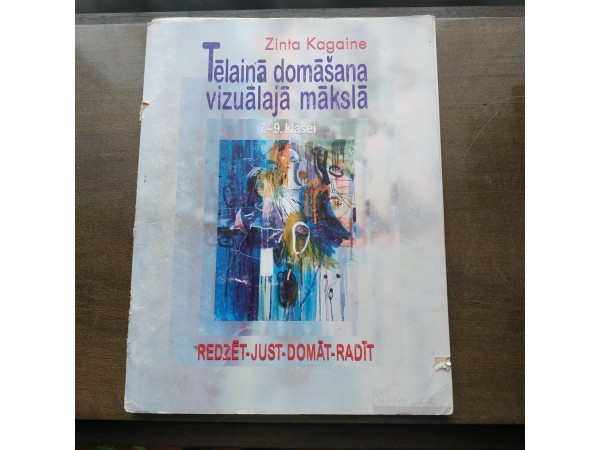 Zinta Kagaine
Tēlainā domāšana
vizuālajā mākslā
7–9. klasei
REDZĒT-JUST-DOMĀT-RADĪT